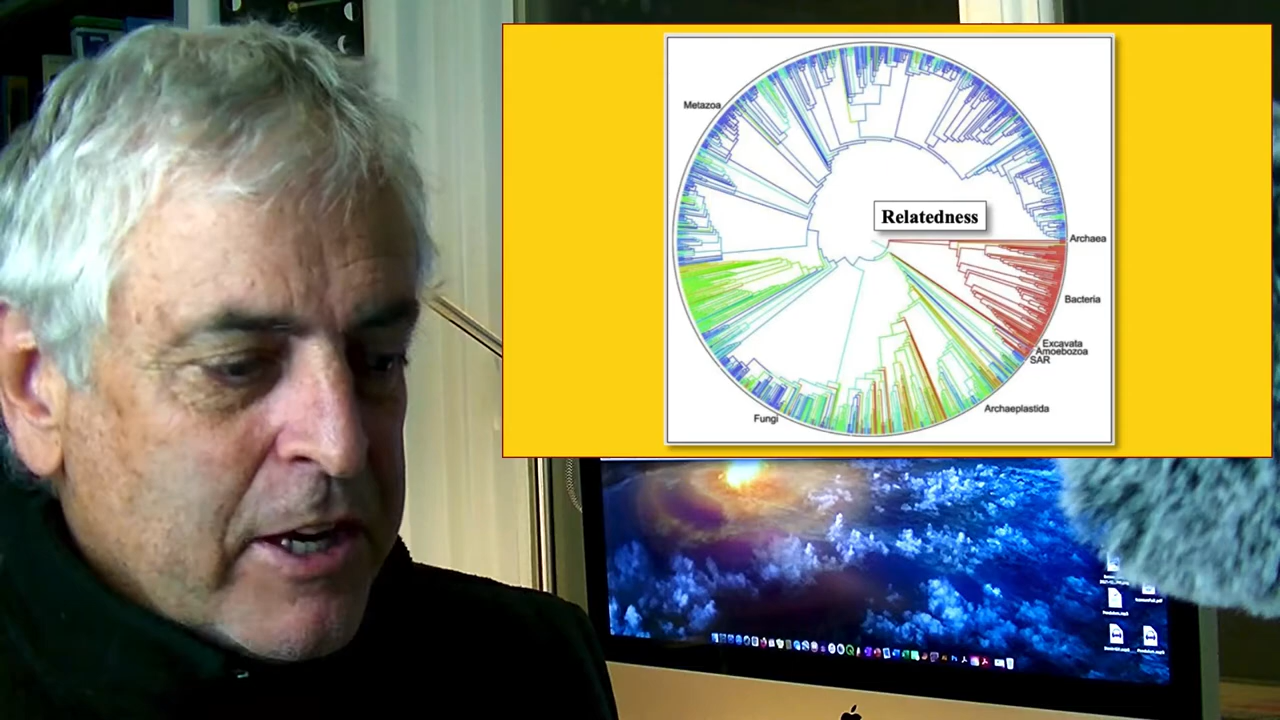 Metazoa
Relatedness
Archaea
Bacteria
Excavata
Amoebozoa
SAR
Archaeplastida
Fungi